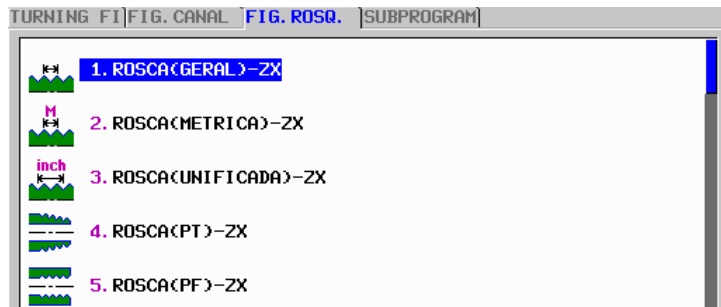 TURNING FI FIG. CANAL FIG. ROSQ. SUBPROGRAM
1. ROSCA(GERAL)-ZX
M
2. ROSCA(METRICA)-ZX
inch
3. ROSCA(UNIFICADA)-ZX
4. ROSCA(PT)-ZX
5. ROSCA(PF)-ZX